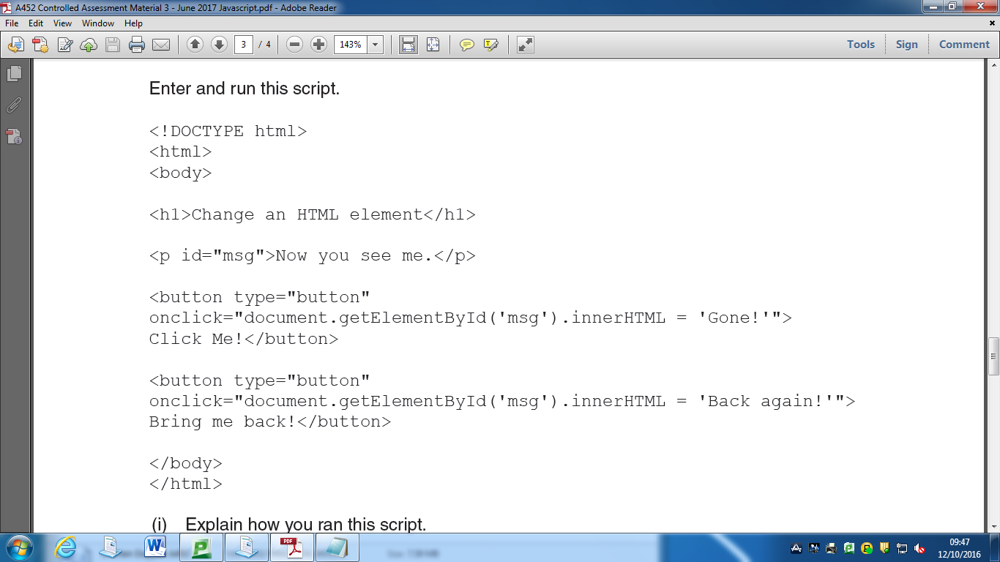 A452 Controlled Assessment Material 3 - June 2017 Javascript.pdf - Adobe Reader
File Edit View Window Help
3 / 4 143% Tools Sign Comment
Enter and run this script.
<!DOCTYPE html>
<html>
<body>
<h1>Change an HTML element</h1>
<p id="msg">Now you see me.</p>
<button type="button"
onclick="document.getElementById('msg').innerHTML = 'Gone!'">
Click Me!</button>
<button type="button"
onclick="document.getElementById('msg').innerHTML = 'Back again!'">
Bring me back!</button>
</body>
</html>
(i) Explain how you ran this script.
09:47
12/10/2016